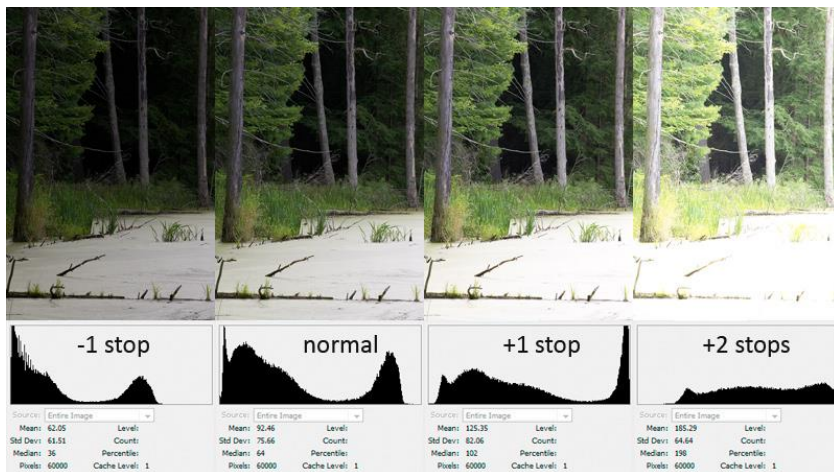 -1 stop
Source: Entire Image
Mean: 62.05 Level:
Std Dev: 61.51 Count:
Median: 36 Percentile:
Pixels: 60000 Cache Level: 1
normal
Source: Entire Image
Mean: 92.46 Level:
Std Dev: 75.66 Count:
Median: 64 Percentile:
Pixels: 60000 Cache Level: 1
+1 stop
Source: Entire Image
Mean: 125.35 Level:
Std Dev: 82.06 Count:
Median: 102 Percentile:
Pixels: 60000 Cache Level: 1
+2 stops
Source: Entire Image
Mean: 185.29 Level:
Std Dev: 64.64 Count:
Median: 198 Percentile:
Pixels: 60000 Cache Level: 1